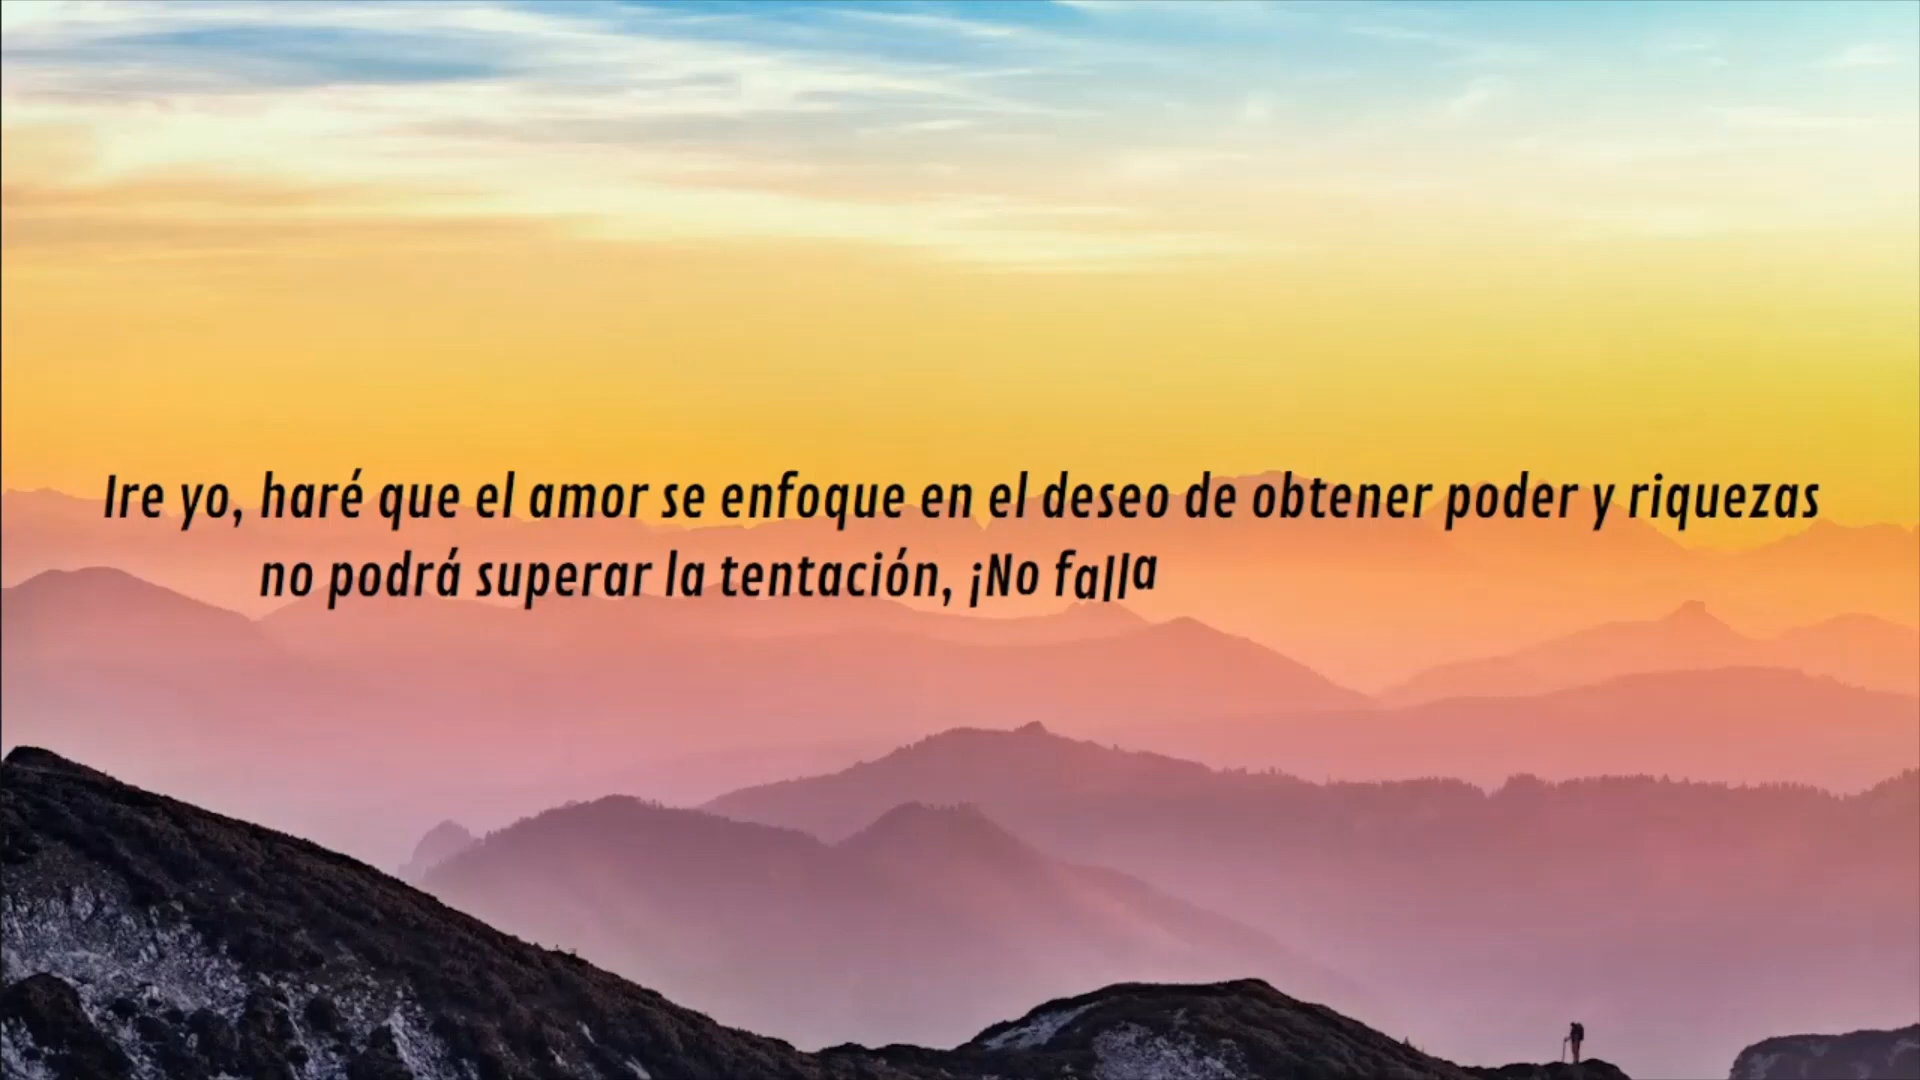 Ire yo, haré que el amor se enfoque en el deseo de obtener poder y riquezas
no podrá superar la tentación, ¡No falla